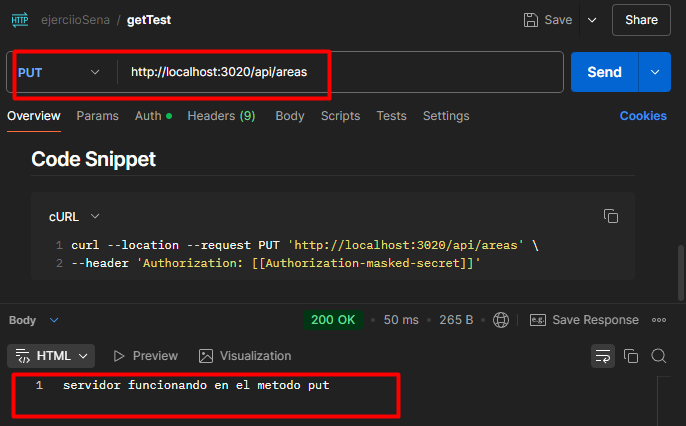 HTTP ejerciioSena / getTest Save Share
PUT http://localhost:3020/api/areas Send
Overview Params Auth Headers (9) Body Scripts Tests Settings Cookies
Code Snippet
cURL
1 curl --location --request PUT 'http://localhost:3020/api/areas' \
2 --header 'Authorization: [[Authorization-masked-secret]]'
Body 200 OK • 50 ms • 265 B • e.g. Save Response
HTML Preview Visualization
1 servidor funcionando en el metodo put